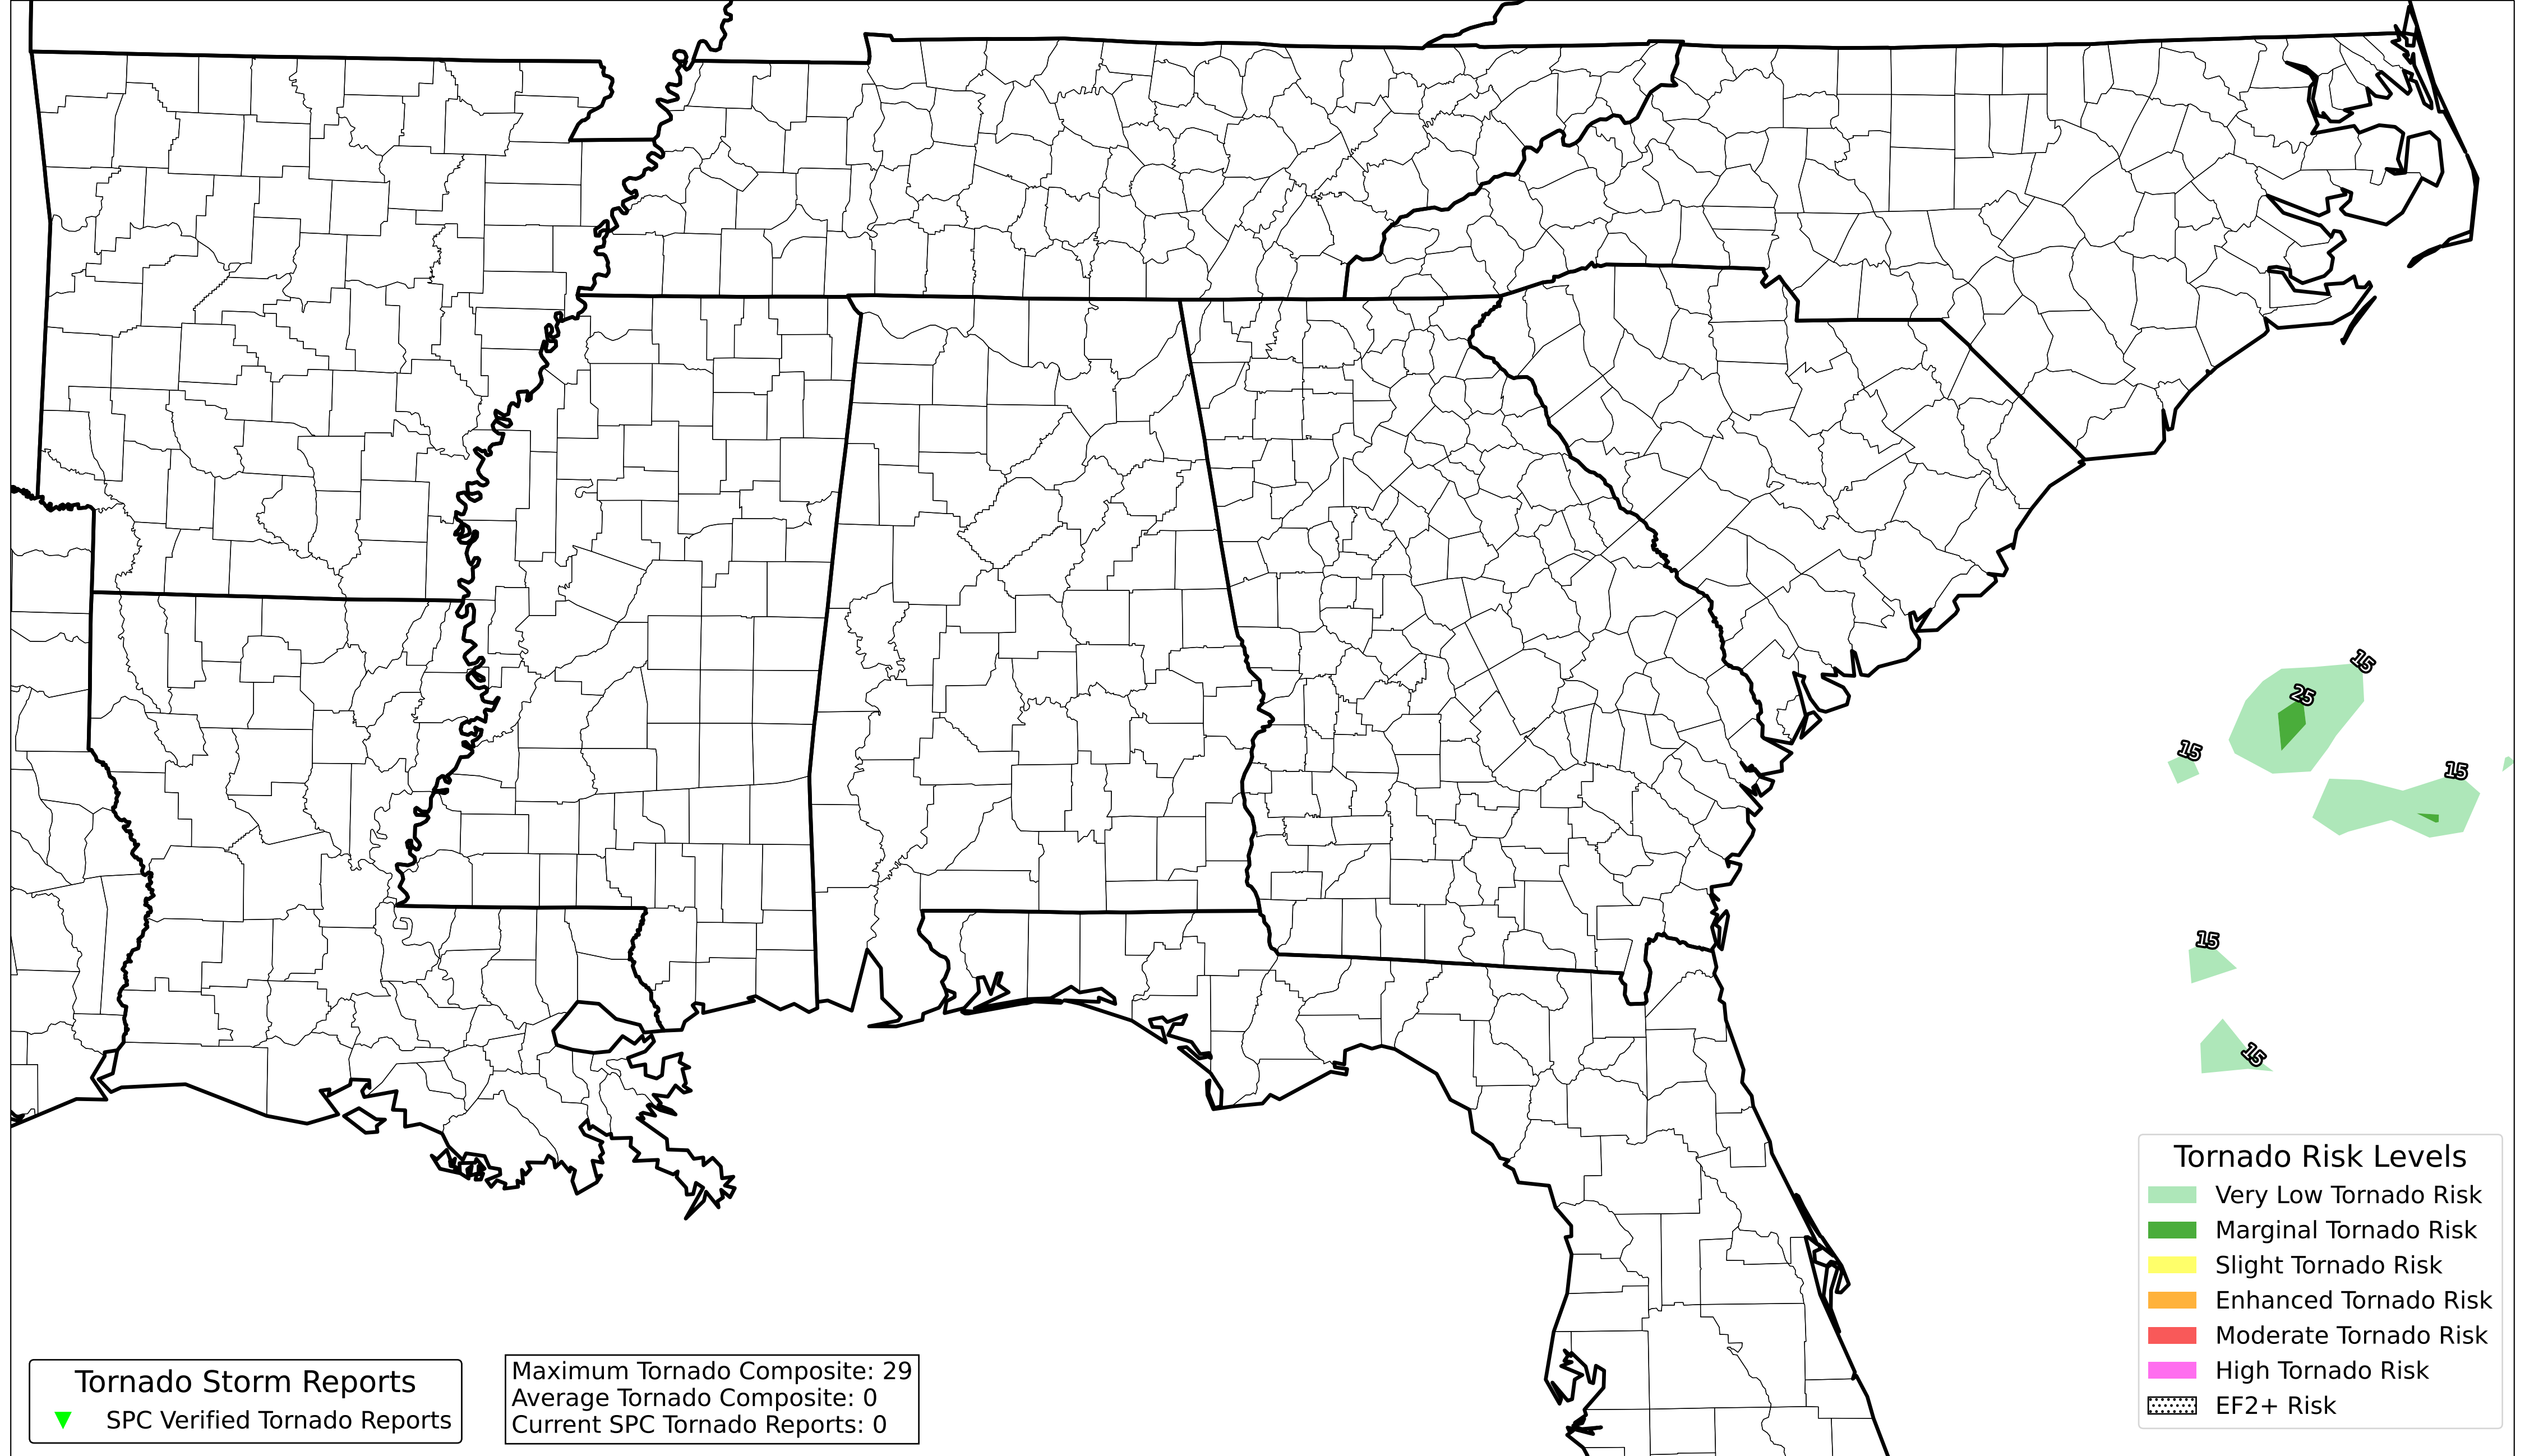 15
25
15
15
15
15
Tornado Risk Levels
Very Low Tornado Risk
Marginal Tornado Risk
Slight Tornado Risk
Enhanced Tornado Risk
Moderate Tornado Risk
High Tornado Risk
EF2+ Risk
Tornado Storm Reports
SPC Verified Tornado Reports
Maximum Tornado Composite: 29
Average Tornado Composite: 0
Current SPC Tornado Reports: 0